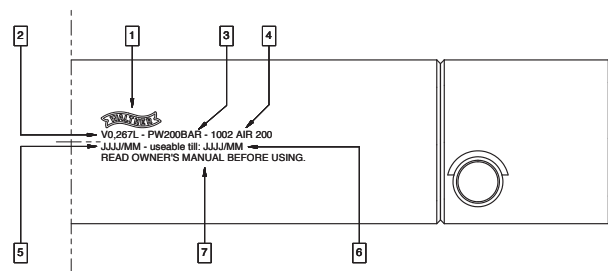 1
3
4
2
WALTHER
V0,267L - PW200BAR - 1002 AIR 200
JJJJ/MM - useable till: JJJJ/MM
READ OWNER'S MANUAL BEFORE USING.
5
7
6